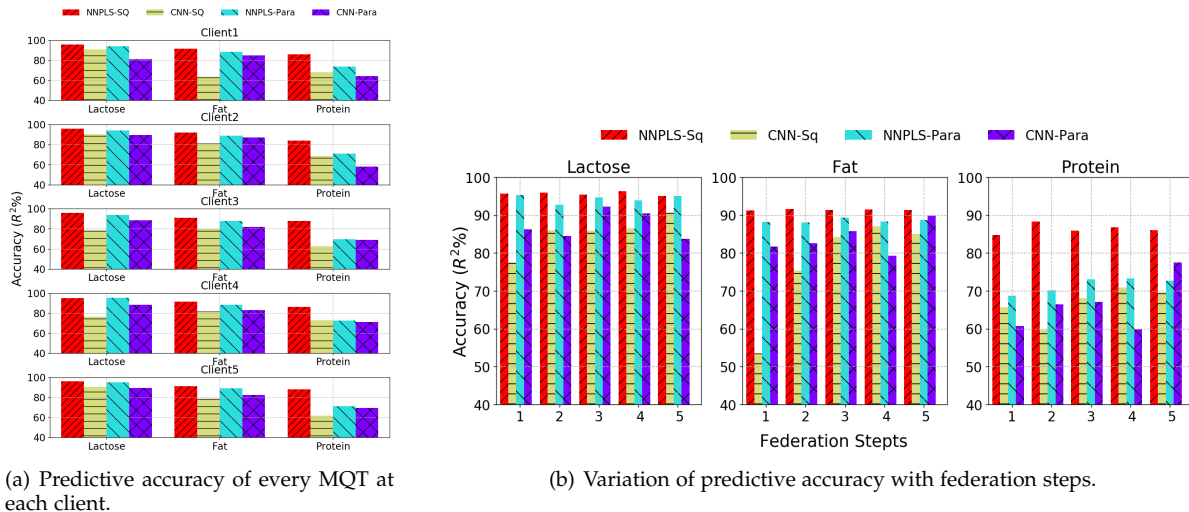 NNPLS-SQ CNN-SQ NNPLS-Para CNN-Para
Client1
100
80
60
40
Lactose Fat Protein
Client2
100
80
60
40
Lactose Fat Protein
Client3
100
80
60
40
Lactose Fat Protein
Client4
100
80
60
40
Lactose Fat Protein
Client5
100
80
60
40
Lactose Fat Protein
Accuracy (R²%)
(a) Predictive accuracy of every MQT at
each client.
NNPLS-Sq CNN-Sq NNPLS-Para CNN-Para
Lactose
100
90
80
70
60
50
40
1 2 3 4 5
Fat
100
90
80
70
60
50
40
1 2 3 4 5
Protein
100
90
80
70
60
50
40
1 2 3 4 5
Accuracy (R²%)
Federation Stepts
(b) Variation of predictive accuracy with federation steps.